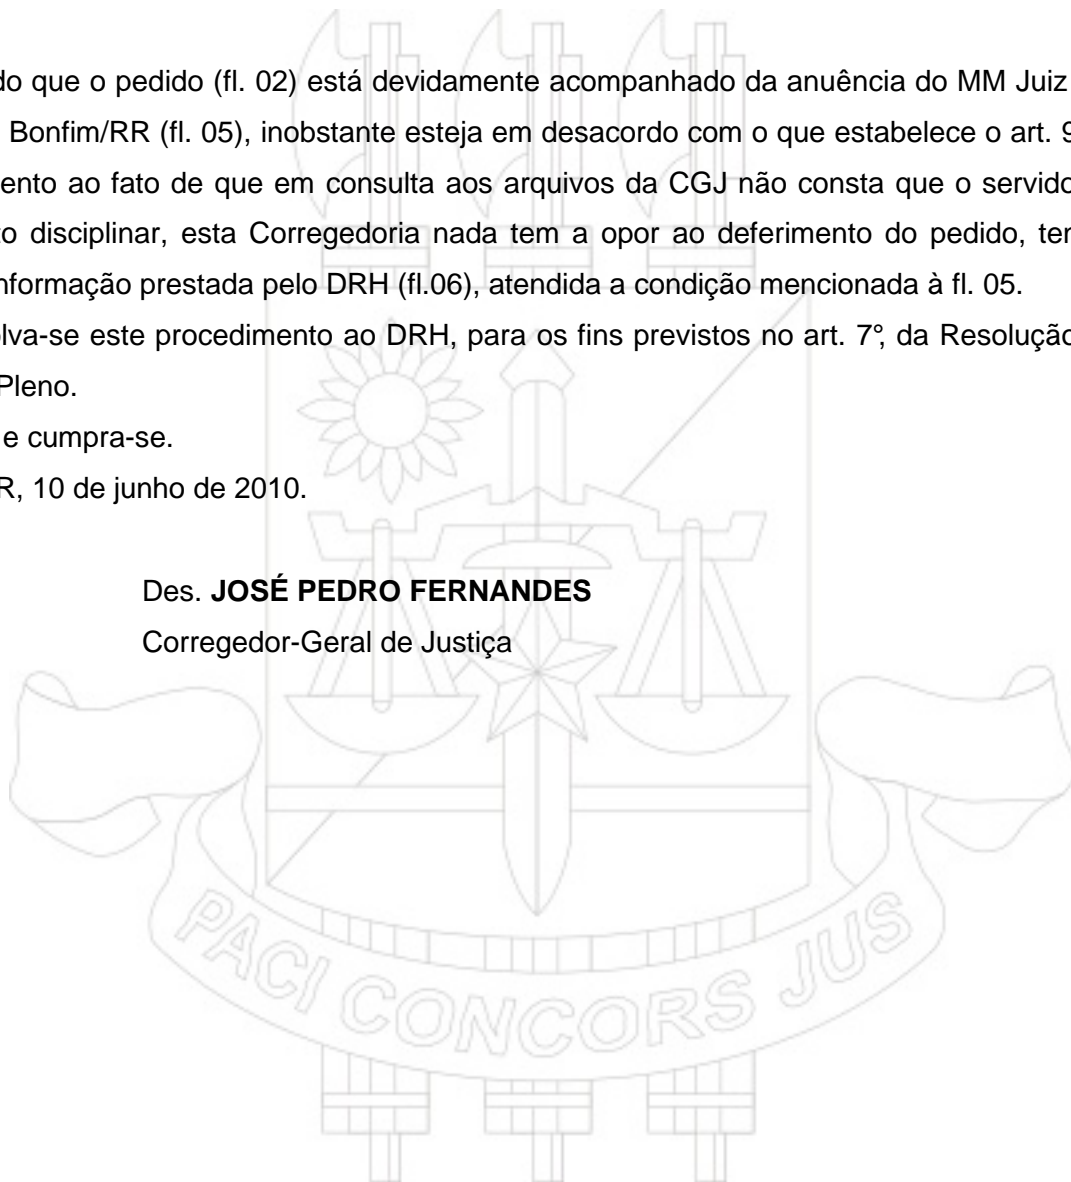 do que o pedido (fl. 02) está devidamente acompanhado da anuência do MM Juiz
Bonfim/RR (fl. 05), inobstante esteja em desacordo com o que estabelece o art. 9
ento ao fato de que em consulta aos arquivos da CGJ não consta que o servido
to disciplinar, esta Corregedoria nada tem a opor ao deferimento do pedido, ten
nformação prestada pelo DRH (fl.06), atendida a condição mencionada à fl. 05.
olva-se este procedimento ao DRH, para os fins previstos no art. 7°, da Resolução
Pleno.
e cumpra-se.
R, 10 de junho de 2010.
Des. JOSÉ PEDRO FERNANDES
Corregedor-Geral de Justiça
PACI CONCORS JUS